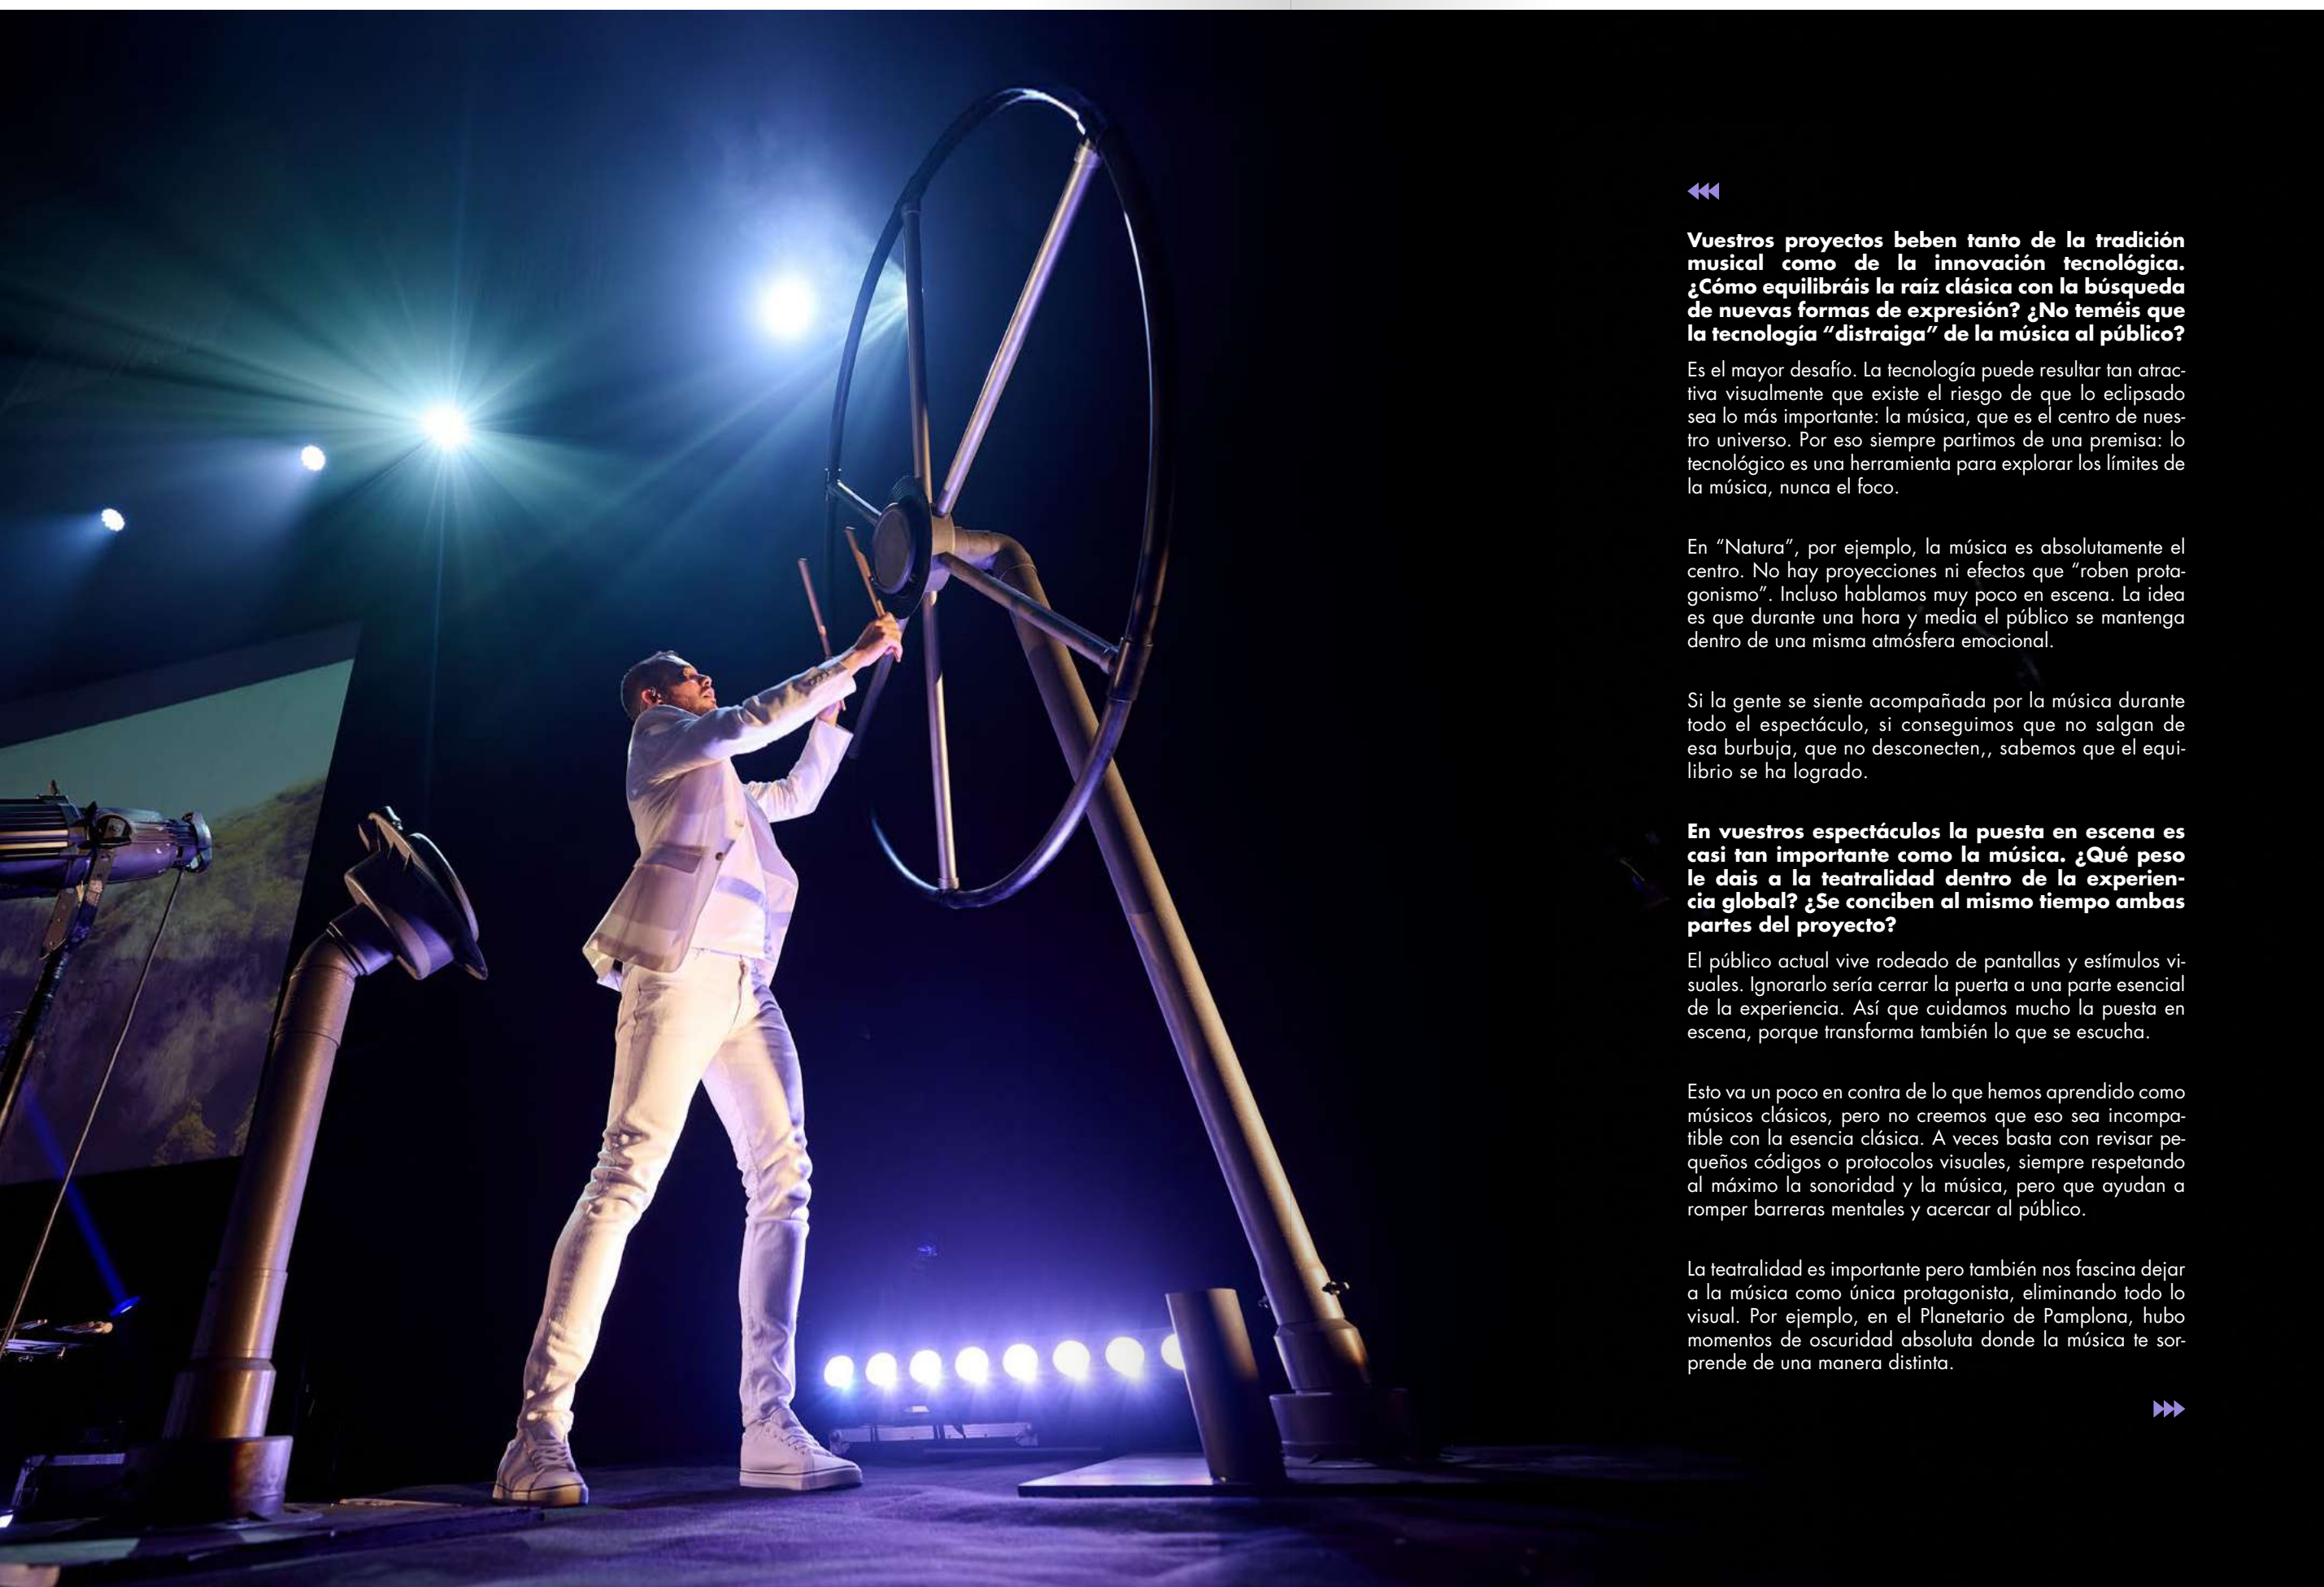 Vuestros proyectos beben tanto de la tradición
musical como de la innovación tecnológica.
¿Cómo equilibráis la raíz clásica con la búsqueda
de nuevas formas de expresión? ¿No teméis que
la tecnología “distraiga” de la música al público?
Es el mayor desafío. La tecnología puede resultar tan atrac-
tiva visualmente que existe el riesgo de que lo eclipsado
sea lo más importante: la música, que es el centro de nues-
tro universo. Por eso siempre partimos de una premisa: lo
tecnológico es una herramienta para explorar los límites de
la música, nunca el foco.
En “Natura”, por ejemplo, la música es absolutamente el
centro. No hay proyecciones ni efectos que “roben prota-
gonismo”. Incluso hablamos muy poco en escena. La idea
es que durante una hora y media el público se mantenga
dentro de una misma atmósfera emocional.
Si la gente se siente acompañada por la música durante
todo el espectáculo, si conseguimos que no salgan de
esa burbuja, que no desconecten,, sabemos que el equi-
librio se ha logrado.
En vuestros espectáculos la puesta en escena es
casi tan importante como la música. ¿Qué peso
le dais a la teatralidad dentro de la experien-
cia global? ¿Se conciben al mismo tiempo ambas
partes del proyecto?
El público actual vive rodeado de pantallas y estímulos vi-
suales. Ignorarlo sería cerrar la puerta a una parte esencial
de la experiencia. Así que cuidamos mucho la puesta en
escena, porque transforma también lo que se escucha.
Esto va un poco en contra de lo que hemos aprendido como
músicos clásicos, pero no creemos que eso sea incompa-
tible con la esencia clásica. A veces basta con revisar pe-
queños códigos o protocolos visuales, siempre respetando
al máximo la sonoridad y la música, pero que ayudan a
romper barreras mentales y acercar al público.
La teatralidad es importante pero también nos fascina dejar
a la música como única protagonista, eliminando todo lo
visual. Por ejemplo, en el Planetario de Pamplona, hubo
momentos de oscuridad absoluta donde la música te sor-
prende de una manera distinta.